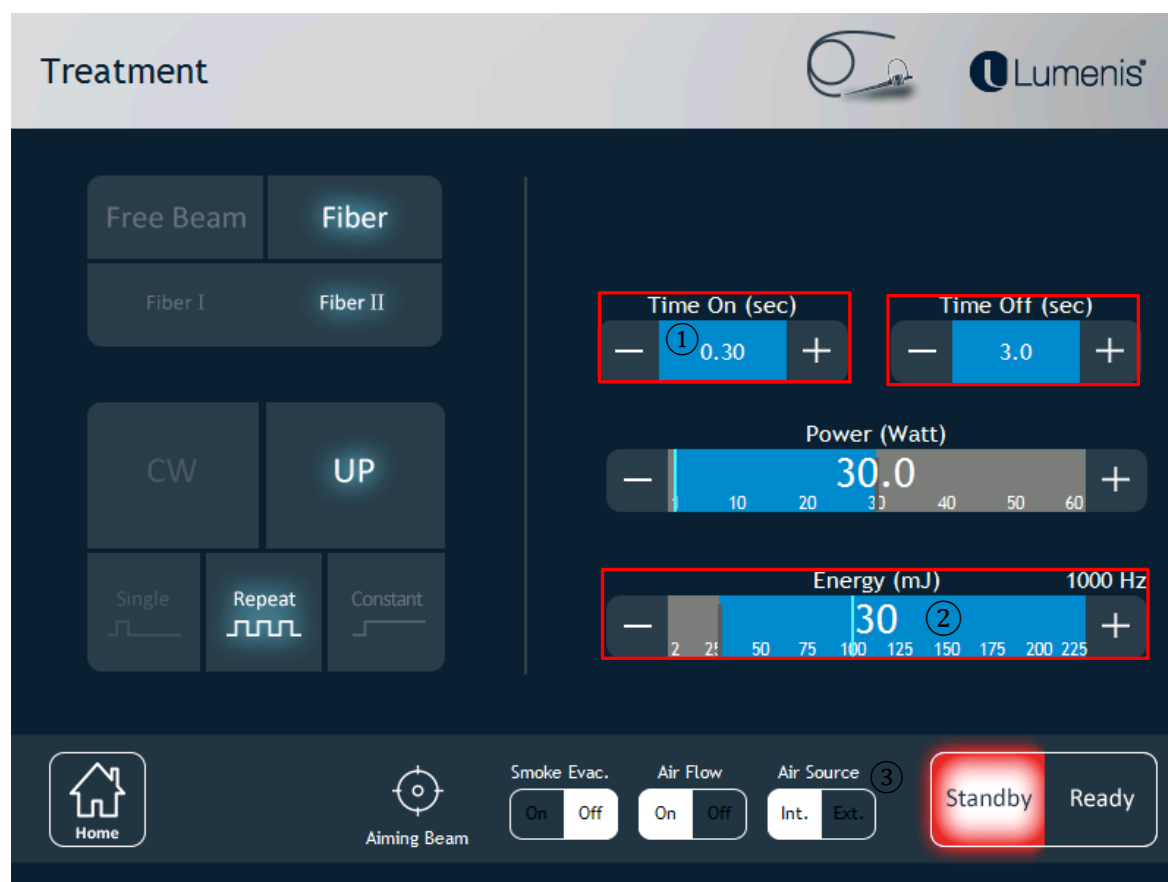 Treatment
Lumenis
Free Beam Fiber
Fiber I Fiber II
Time On (sec) Time Off (sec)
− ① 0.30 + − 3.0 +
CW UP
Power (Watt)
− 30.0 +
1 10 20 30 40 50 60
Single Repeat Constant
Energy (mJ) 1000 Hz
− 30 ② +
2 25 50 75 100 125 150 175 200 225
Smoke Evac. Air Flow Air Source ③
On Off On Off Int. Ext.
Standby Ready
Home
Aiming Beam